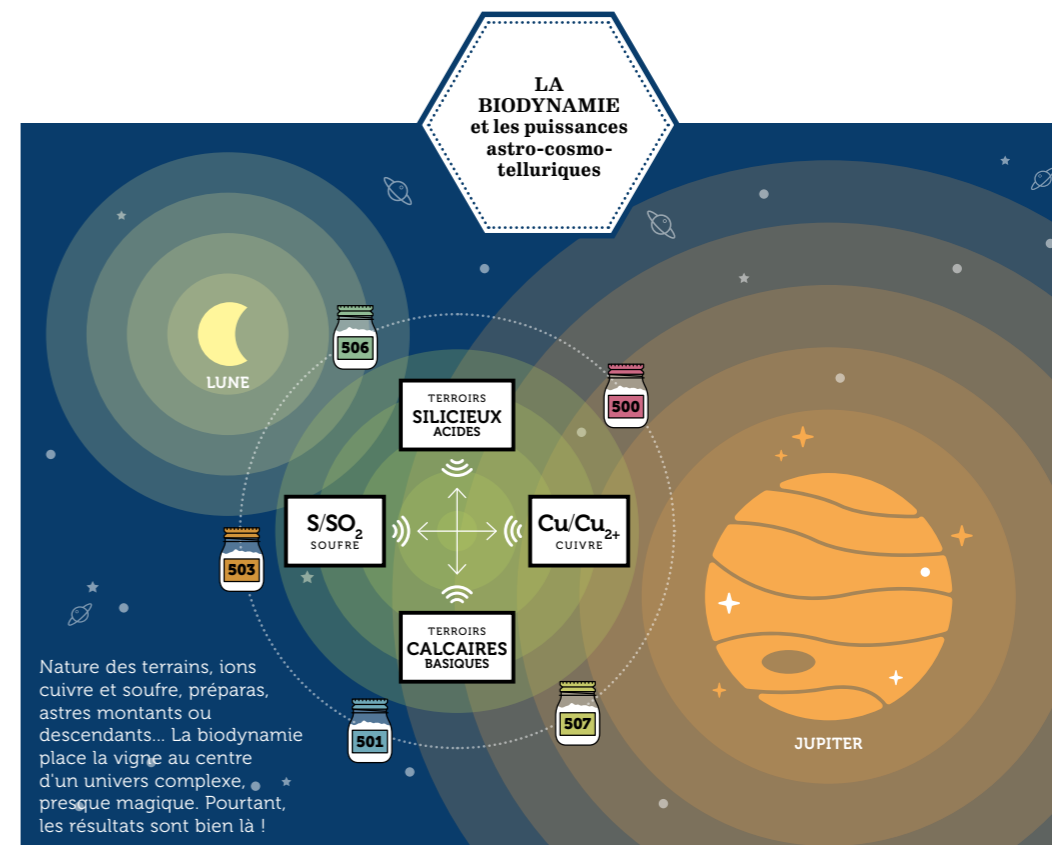 LA
BIODYNAMIE
et les puissances
astro-cosmo-
telluriques
LUNE
506
500
TERROIRS
SILICIEUX
ACIDES
S/SO2
SOUFRE
Cu/Cu2+
CUIVRE
503
TERROIRS
CALCAIRES
BASIQUES
501
507
JUPITER
Nature des terrains, ions
cuivre et soufre, préparas,
astres montants ou
descendants... La biodynamie
place la vigne au centre
d'un univers complexe,
presque magique. Pourtant,
les résultats sont bien là !